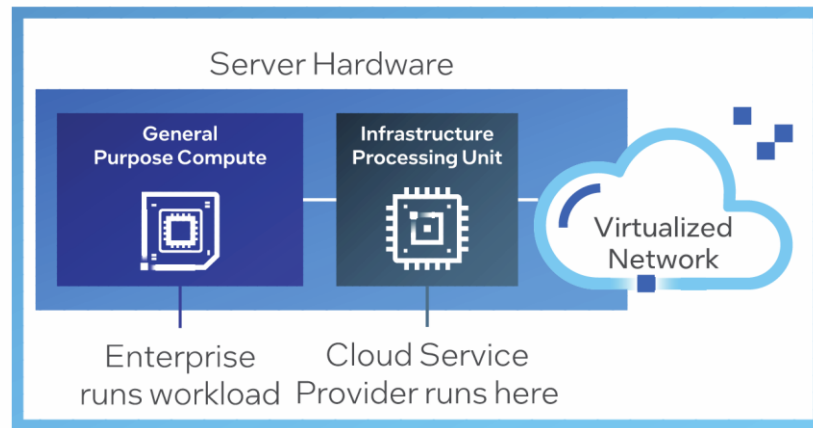 Server Hardware
General
Purpose Compute
Infrastructure
Processing Unit
Virtualized
Network
Enterprise
runs workload
Cloud Service
Provider runs here